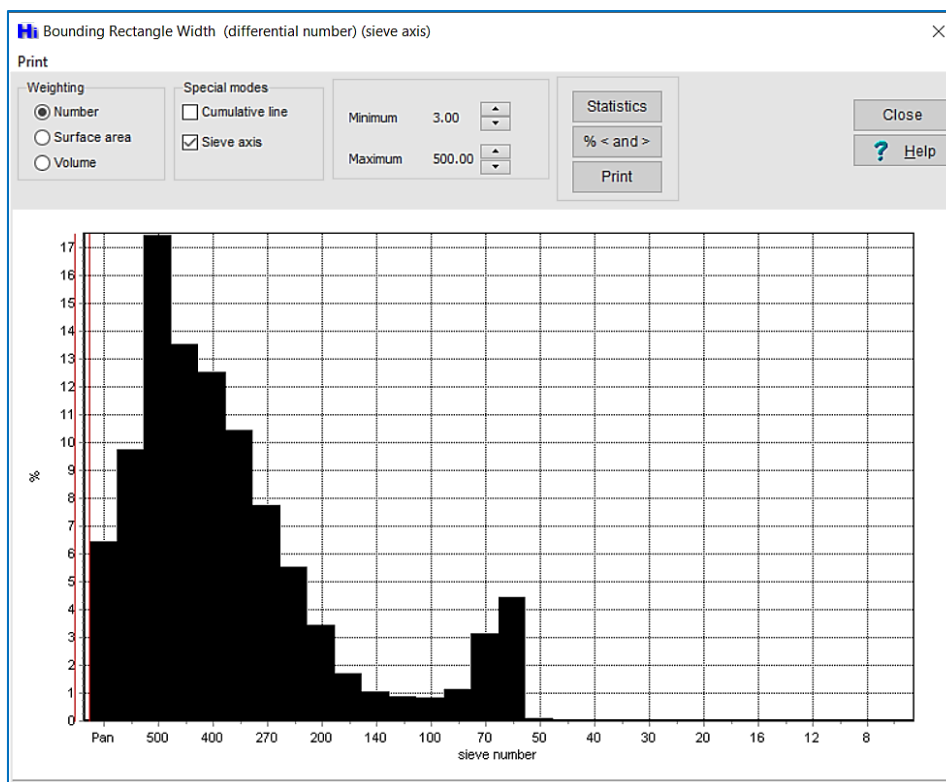 Hi Bounding Rectangle Width (differential number) (sieve axis)
Print
Weighting
Number
Surface area
Volume
Special modes
Cumulative line
Sieve axis
Minimum 3.00
Maximum 500.00
Statistics
% < and >
Print
Close
? Help
17
16
15
14
13
12
11
10
9
8
7
6
5
4
3
2
1
0
%
Pan 500 400 270 200 140 100 70 50 40 30 20 16 12 8
sieve number